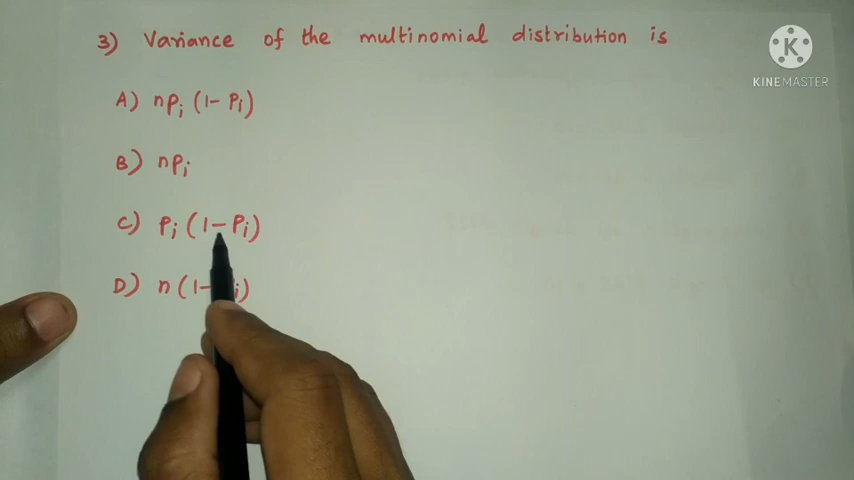 3) Variance of the multinomial distribution is
A) npi (1- Pi)
B) npi
C) Pi (1- Pi)
D) n (1- i)
K
KINEMASTER